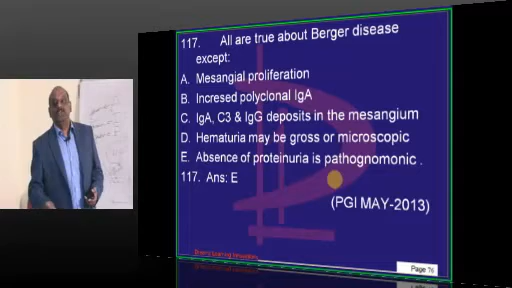 117. All are true about Berger disease
except:
A. Mesangial proliferation
B. Incresed polyclonal IgA
C. IgA, C3 & IgG deposits in the mesangium
D. Hematuria may be gross or microscopic
E. Absence of proteinuria is pathognomonic .
117. Ans: E
(PGI MAY-2013)
Page 76